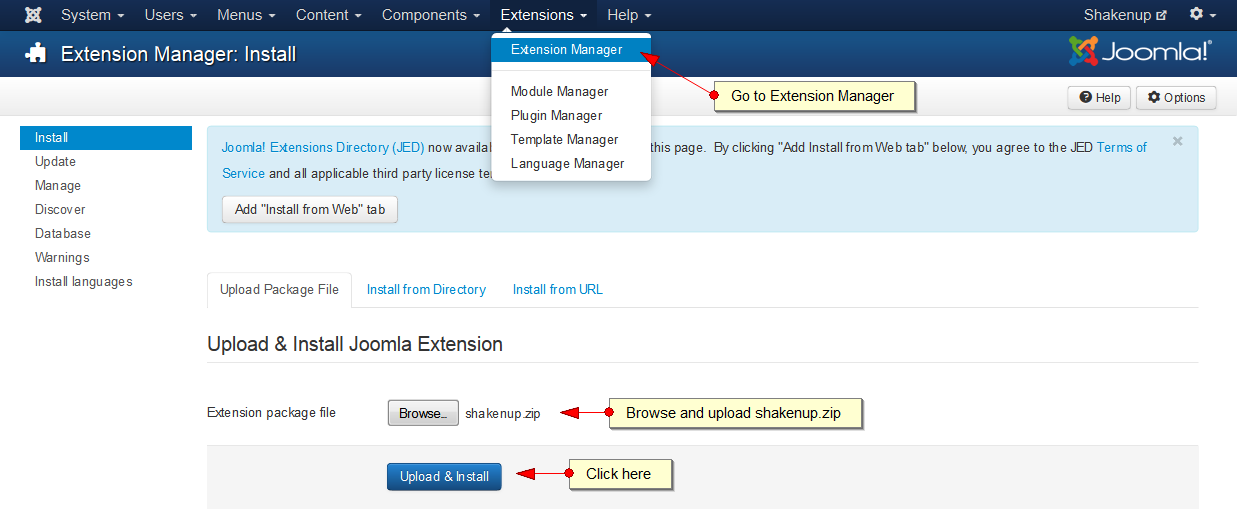 System Users Menus Content Components Extensions Help Shakenup
Extension Manager: Install
Joomla!®
Extension Manager
Go to Extension Manager
Help Options
Module Manager
Plugin Manager
Template Manager
Language Manager
Install
Update
Manage
Discover
Database
Warnings
Install languages
Joomla! Extensions Directory (JED) now this page. By clicking "Add Install from Web tab" below, you agree to the JED Terms of
Service and all applicable third party license
Add "Install from Web" tab
Upload Package File Install from Directory Install from URL
Upload & Install Joomla Extension
Extension package file Browse... shakenup.zip Browse and upload shakenup.zip
Upload & Install Click here